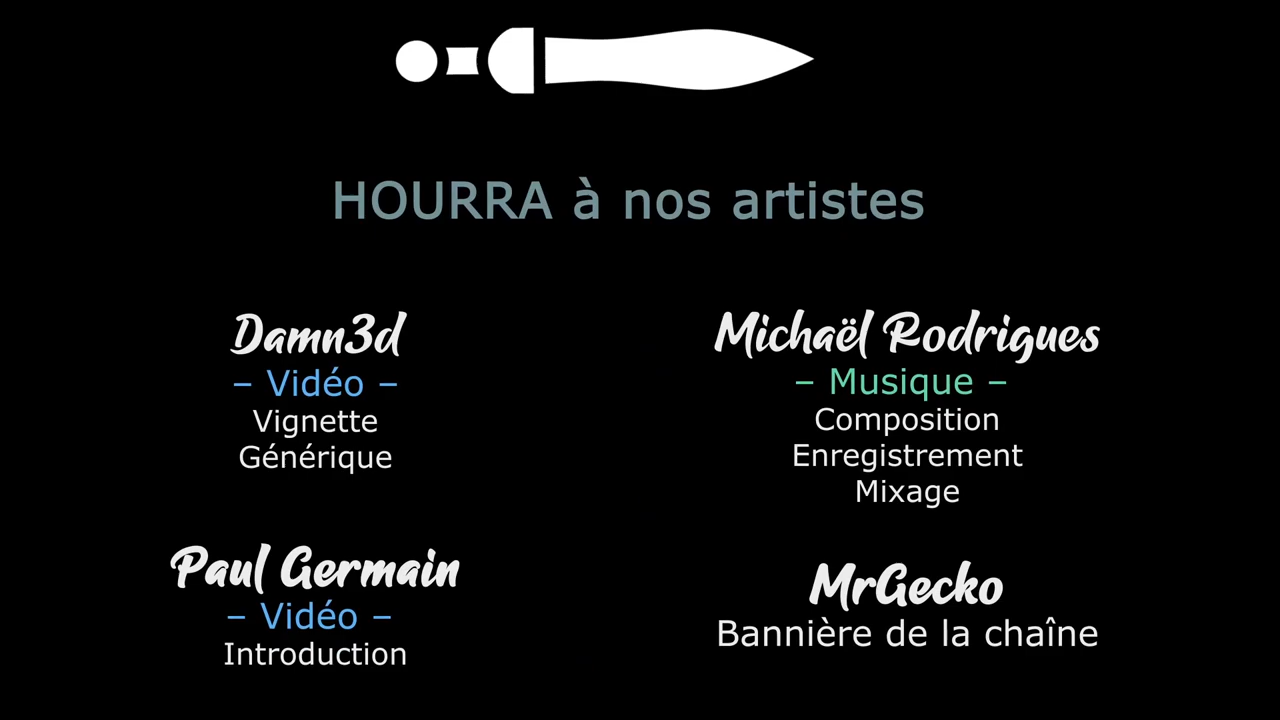 HOURRA à nos artistes
Damn3d
– Vidéo –
Vignette
Générique
Michaël Rodrigues
– Musique –
Composition
Enregistrement
Mixage
Paul Germain
– Vidéo –
Introduction
MrGecko
Bannière de la chaîne